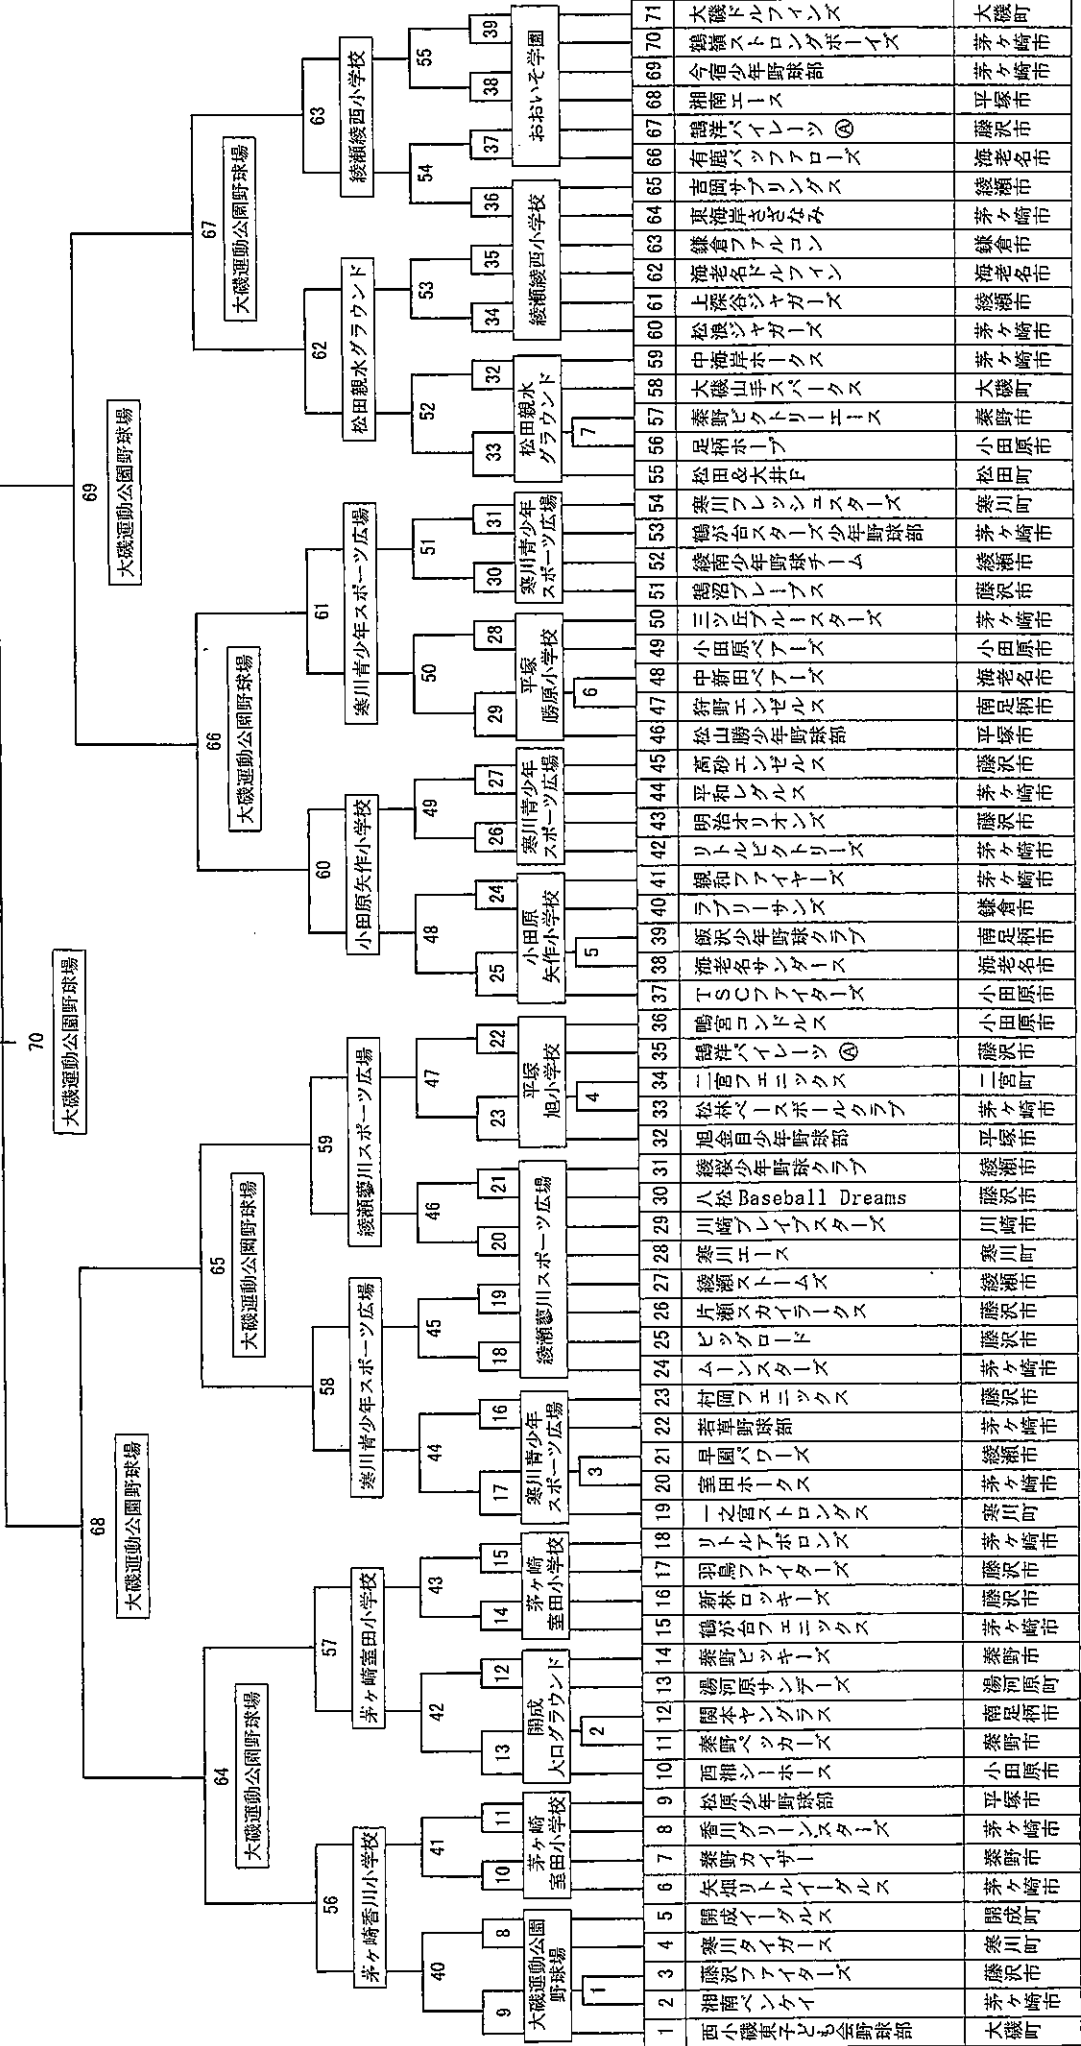 70
大磯運動公園野球場
68
大磯運動公園野球場
69
大磯運動公園野球場
64
大磯運動公園野球場
65
大磯運動公園野球場
66
大磯運動公園野球場
67
大磯運動公園野球場
56
茅ヶ崎香川小学校
57
茅ヶ崎室田小学校
58
寒川青少年スポーツ広場
59
綾瀬蓼川スポーツ広場
60
小田原矢作小学校
61
寒川青少年スポーツ広場
62
松田親水グラウンド
63
綾瀬綾西小学校
40 41 42 43 44 45 46 47 48 49 50 51 52 53 54 55
9 8 10 11 13 12 14 15 17 16 18 19 20 21 23 22 25 24 26 27 29 28 30 31 33 32 34 35 36 37 38 39
大磯運動公園
野球場
茅ヶ崎
室田小学校
開成
大口グラウンド
茅ヶ崎
室田小学校
寒川青少年
スポーツ広場
綾瀬蓼川スポーツ広場
平塚
旭小学校
小田原
矢作小学校
寒川青少年
スポーツ広場
平塚
勝原小学校
寒川青少年
スポーツ広場
松田親水
グラウンド
綾瀬綾西小学校
おおいそ学園
1 2 3 4 5 6 7
1 西小磯東子ども会野球部 大磯町
2 湘南ベンケイ 茅ヶ崎市
3 藤沢ファイターズ 藤沢市
4 寒川タイガース 寒川町
5 開成イーグルス 開成町
6 矢畑リトルイーグルス 茅ヶ崎市
7 秦野カイザー 秦野市
8 香川グリーンスターズ 茅ヶ崎市
9 松原少年野球部 平塚市
10 西湘シーホース 小田原市
11 秦野ペッカーズ 秦野市
12 関本ヤングラス 南足柄市
13 湯河原サンデーズ 湯河原町
14 秦野ビッキーズ 秦野市
15 鶴が台フェニックス 茅ヶ崎市
16 新林ロッキーズ 藤沢市
17 羽鳥ファイターズ 藤沢市
18 リトルアポロンズ 茅ヶ崎市
19 一之宮ストロングス 寒川町
20 室田ホークス 茅ヶ崎市
21 早園パワーズ 綾瀬市
22 若草野球部 茅ヶ崎市
23 村岡フェニックス 藤沢市
24 ムーンスターズ 茅ヶ崎市
25 ビッグロード 藤沢市
26 片瀬スカイラークス 藤沢市
27 綾瀬ストームズ 綾瀬市
28 寒川エース 寒川町
29 川崎ブレイブスターズ 川崎市
30 八松 Baseball Dreams 藤沢市
31 綾桜少年野球クラブ 綾瀬市
32 旭金目少年野球部 平塚市
33 松林ベースボールクラブ 茅ヶ崎市
34 二宮フェニックス 二宮町
35 鵠洋パイレーツ Ⓐ 藤沢市
36 鴨宮コンドルス 小田原市
37 TSCファイターズ 小田原市
38 海老名サンダース 海老名市
39 飯沢少年野球クラブ 南足柄市
40 ラブリーサンズ 鎌倉市
41 親和ファイヤーズ 茅ヶ崎市
42 リトルビクトリーズ 茅ヶ崎市
43 明治オリオンズ 藤沢市
44 平和レグルス 茅ヶ崎市
45 高砂エンゼルス 藤沢市
46 松山勝少年野球部 平塚市
47 狩野エンゼルス 南足柄市
48 中新田ベアーズ 海老名市
49 小田原ベアーズ 小田原市
50 三ツ丘ブルースターズ 茅ヶ崎市
51 鵠沼ブレーブス 藤沢市
52 綾南少年野球チーム 綾瀬市
53 鶴が台スターズ少年野球部 茅ヶ崎市
54 寒川フレッシュスターズ 寒川町
55 松田&大井F 松田町
56 足柄ホープ 小田原市
57 秦野ビクトリーエース 秦野市
58 大磯山手スパークス 大磯町
59 中海岸ホークス 茅ヶ崎市
60 松浪ジャガーズ 茅ヶ崎市
61 上深谷ジャガーズ 綾瀬市
62 海老名ドルフィン 海老名市
63 鎌倉ファルコン 鎌倉市
64 東海岸さざなみ 茅ヶ崎市
65 吉岡サプリングス 綾瀬市
66 有鹿バッファローズ 海老名市
67 鵠洋パイレーツ Ⓐ 藤沢市
68 湘南エース 平塚市
69 今宿少年野球部 茅ヶ崎市
70 鶴嶺ストロングボーイズ 茅ヶ崎市
71 大磯ドルフィンズ 大磯町